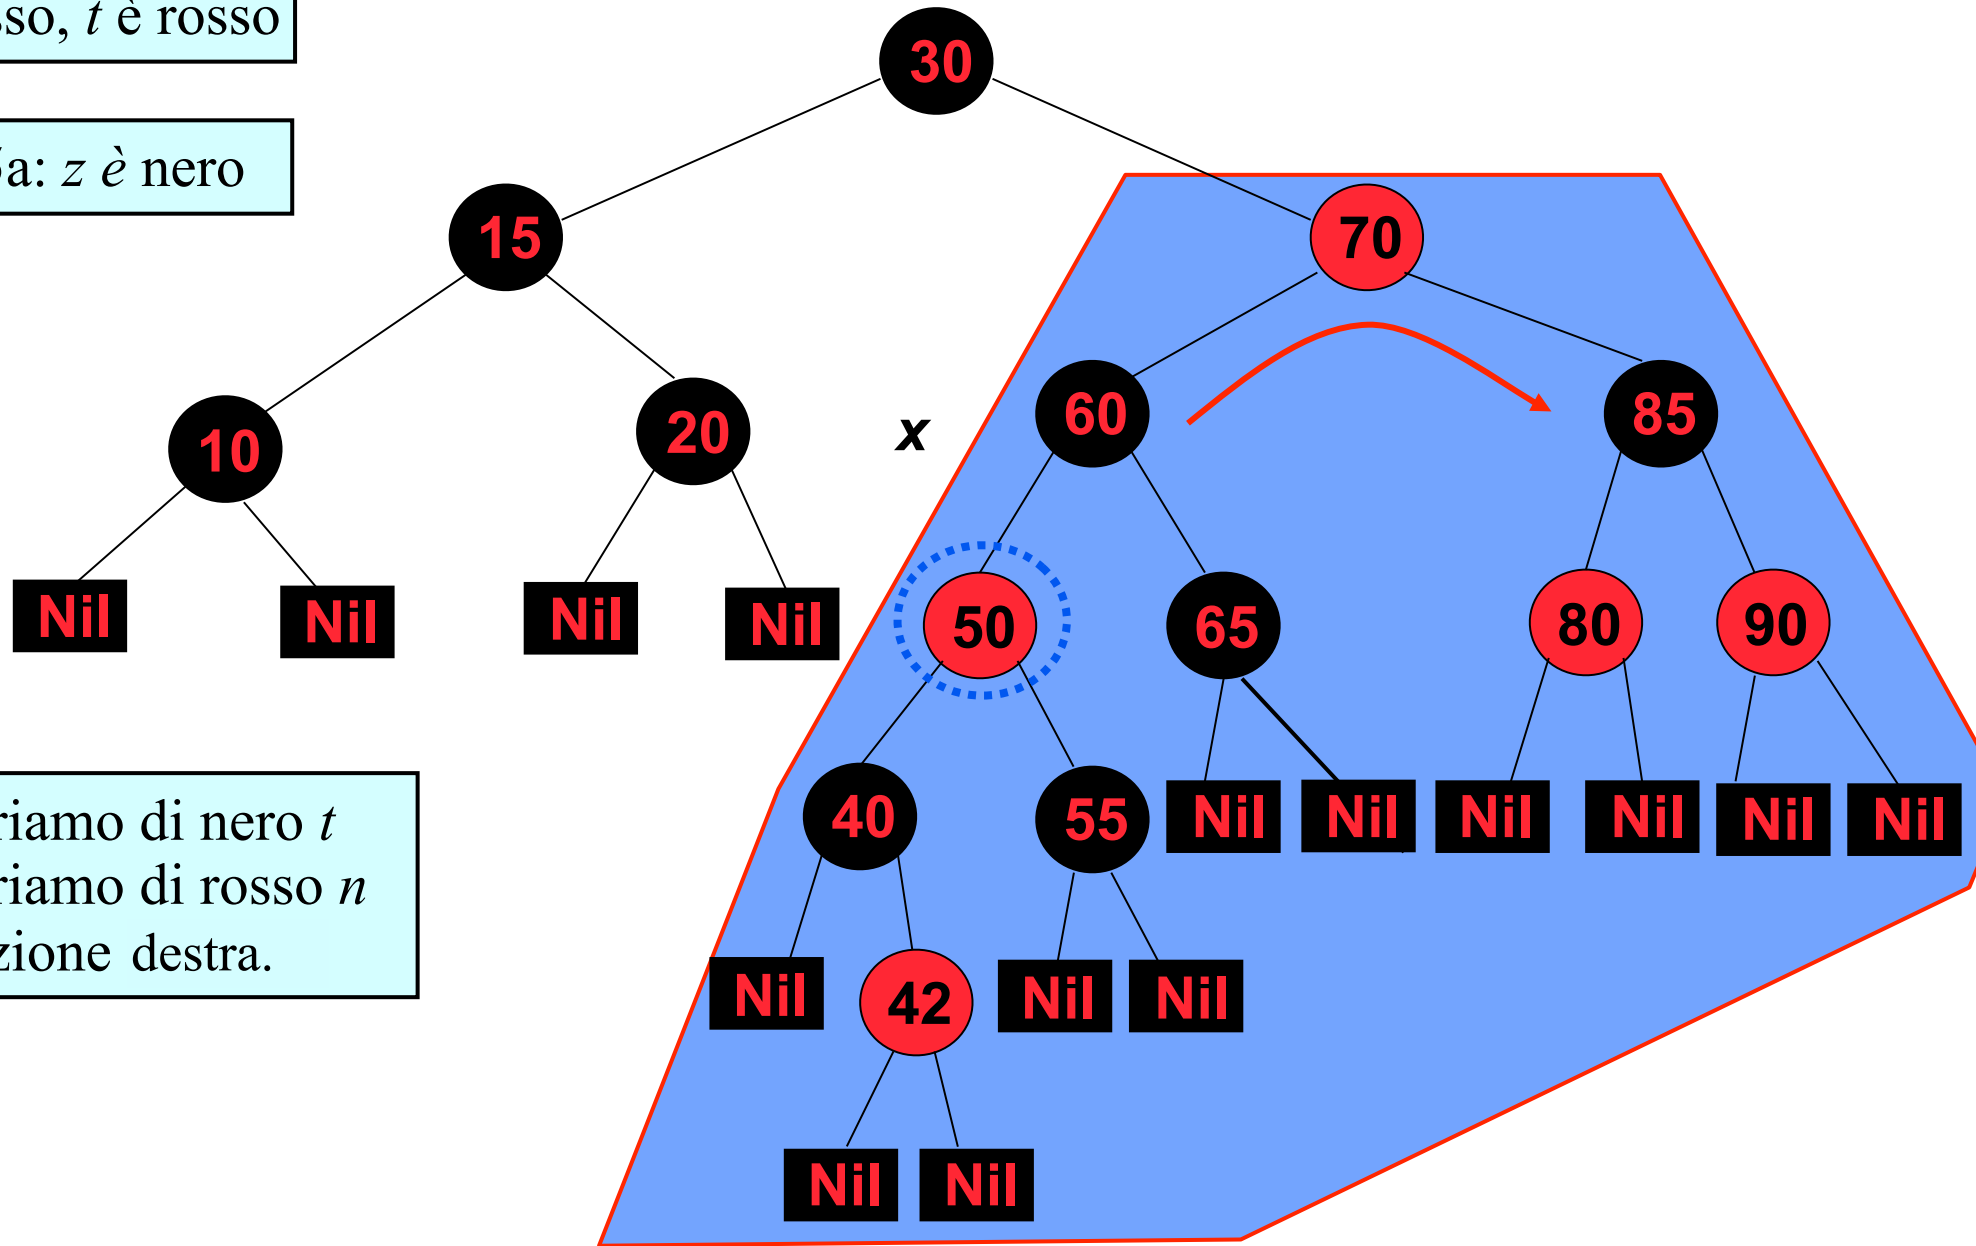 sso, t è rosso
a: z è nero
30
15
70
10
20
x
60
85
Nil
Nil
Nil
Nil
50
65
80
90
40
55
Nil
Nil
Nil
Nil
Nil
Nil
riamo di nero t
riamo di rosso n
zione destra.
Nil
42
Nil
Nil
Nil
Nil